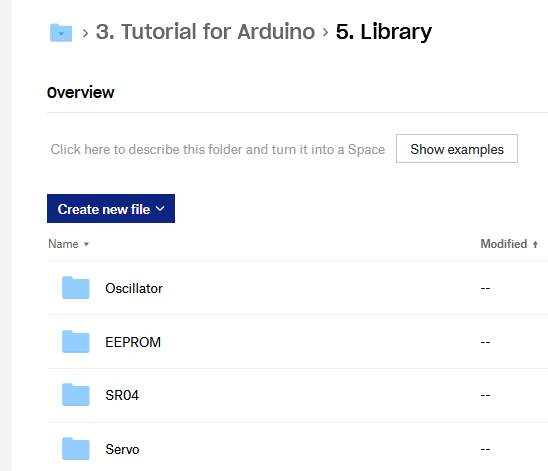 › 3. Tutorial for Arduino › 5. Library
Overview
Click here to describe this folder and turn it into a Space Show examples
Create new file
Name Modified
Oscillator --
EEPROM --
SR04 --
Servo --